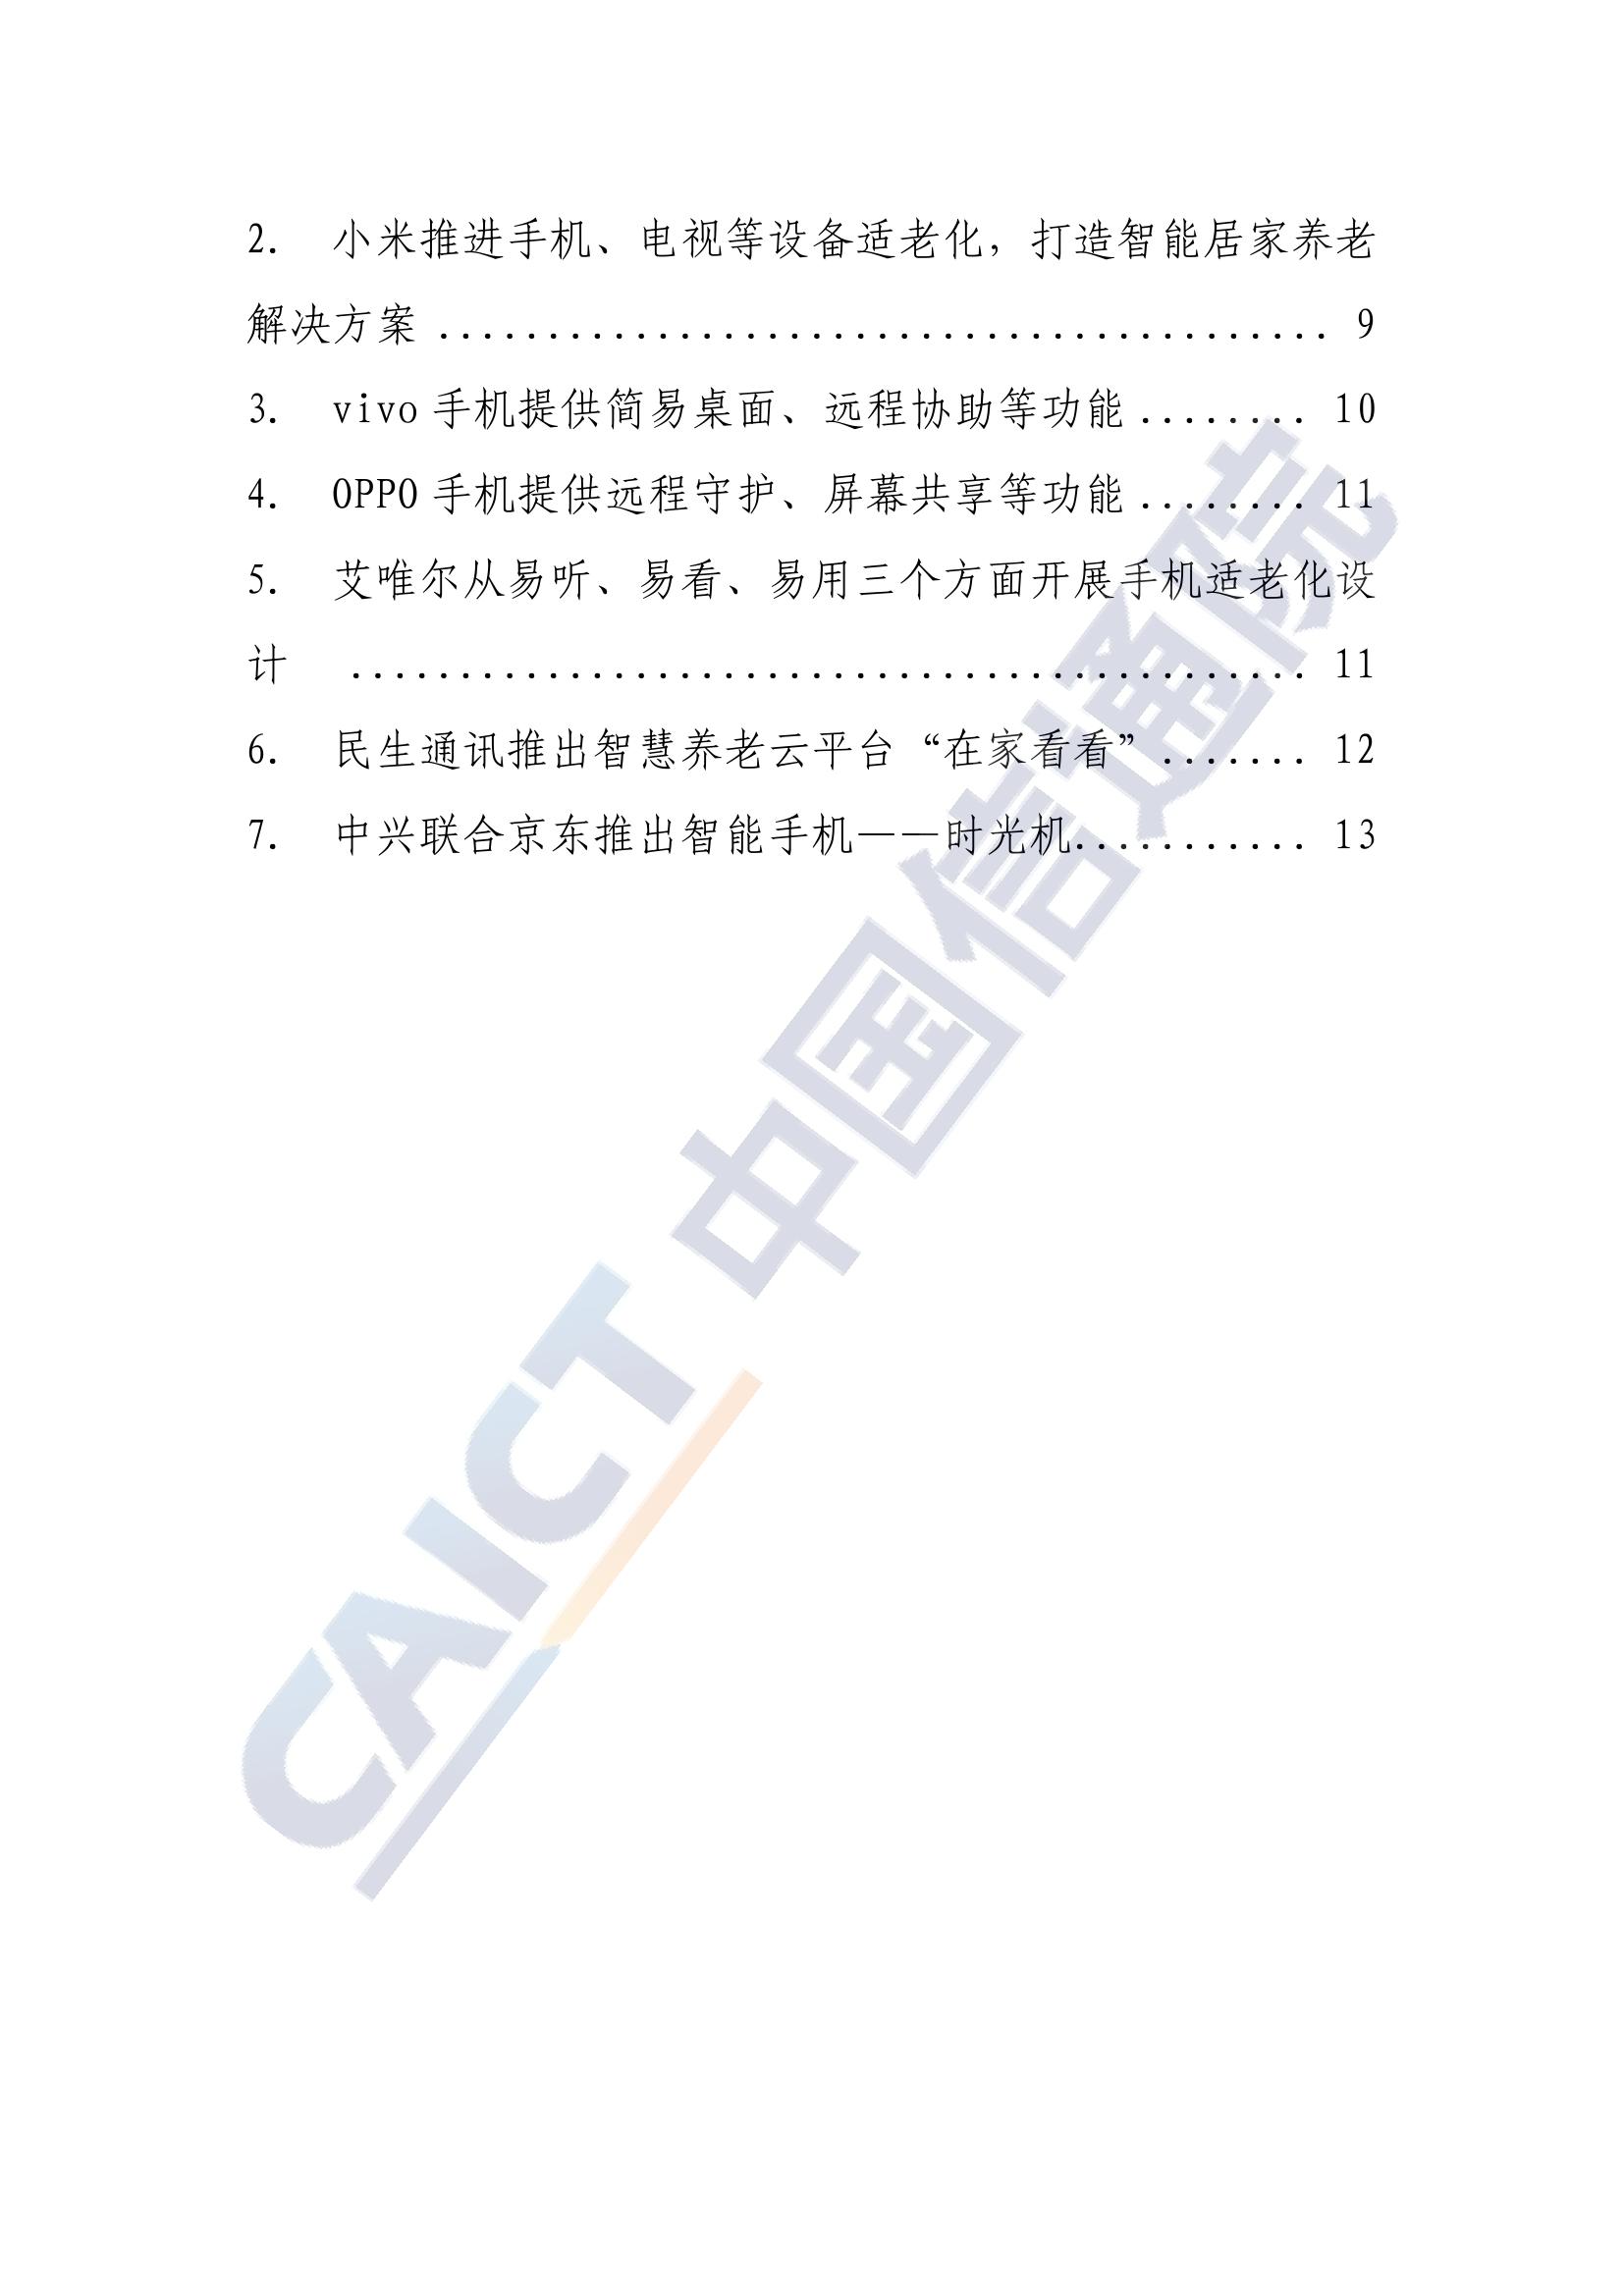 2. 小米推进手机、电视等设备适老化，打造智能居家养老
解决方案 ......................................... 9
3. vivo 手机提供简易桌面、远程协助等功能 ........ 10
4. OPPO 手机提供远程守护、屏幕共享等功能 ........ 11
5. 艾唯尔从易听、易看、易用三个方面开展手机适老化设
计 ............................................ 11
6. 民生通讯推出智慧养老云平台“在家看看” ....... 12
7. 中兴联合京东推出智能手机——时光机........... 13
CAICT 中国信通院